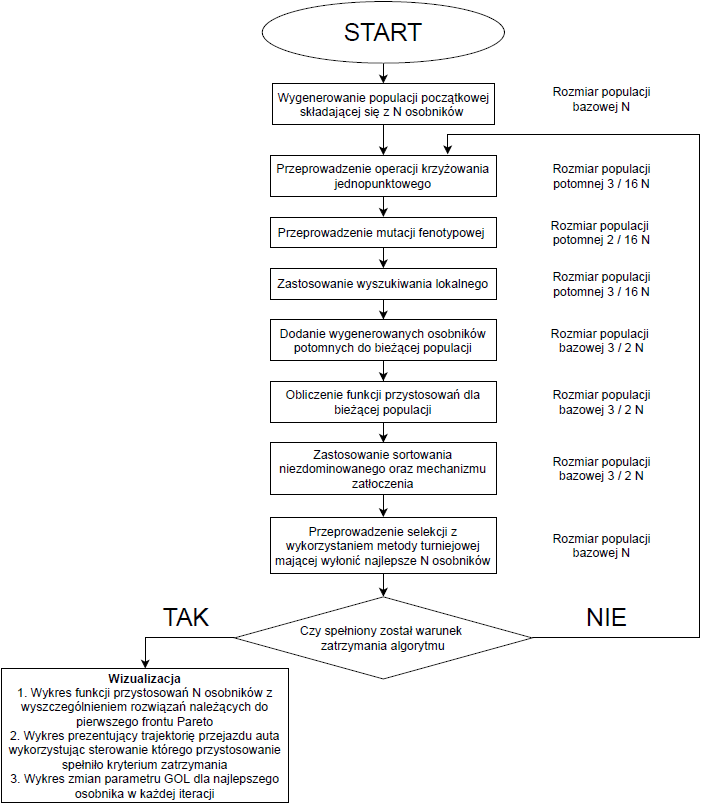 START
Wygenerowanie populacji początkowej
składającej się z N osobników
Rozmiar populacji
bazowej N
Przeprowadzenie operacji krzyżowania
jednopunktowego
Rozmiar populacji
potomnej 3 / 16 N
Przeprowadzenie mutacji fenotypowej
Rozmiar populacji
potomnej 2 / 16 N
Zastosowanie wyszukiwania lokalnego
Rozmiar populacji
potomnej 3 / 16 N
Dodanie wygenerowanych osobników
potomnych do bieżącej populacji
Rozmiar populacji
bazowej 3 / 2 N
Obliczenie funkcji przystosowań dla
bieżącej populacji
Rozmiar populacji
bazowej 3 / 2 N
Zastosowanie sortowania
niezdominowanego oraz mechanizmu
zatłoczenia
Rozmiar populacji
bazowej 3 / 2 N
Przeprowadzenie selekcji z
wykorzystaniem metody turniejowej
mającej wyłonić najlepsze N osobników
Rozmiar populacji
bazowej N
TAK
NIE
Czy spełniony został warunek
zatrzymania algorytmu
Wizualizacja
1. Wykres funkcji przystosowań N osobników z
wyszczególnieniem rozwiązań należących do
pierwszego frontu Pareto
2. Wykres prezentujący trajektorię przejazdu auta
wykorzystując sterowanie którego przystosowanie
spełniło kryterium zatrzymania
3. Wykres zmian parametru GOL dla najlepszego
osobnika w każdej iteracji